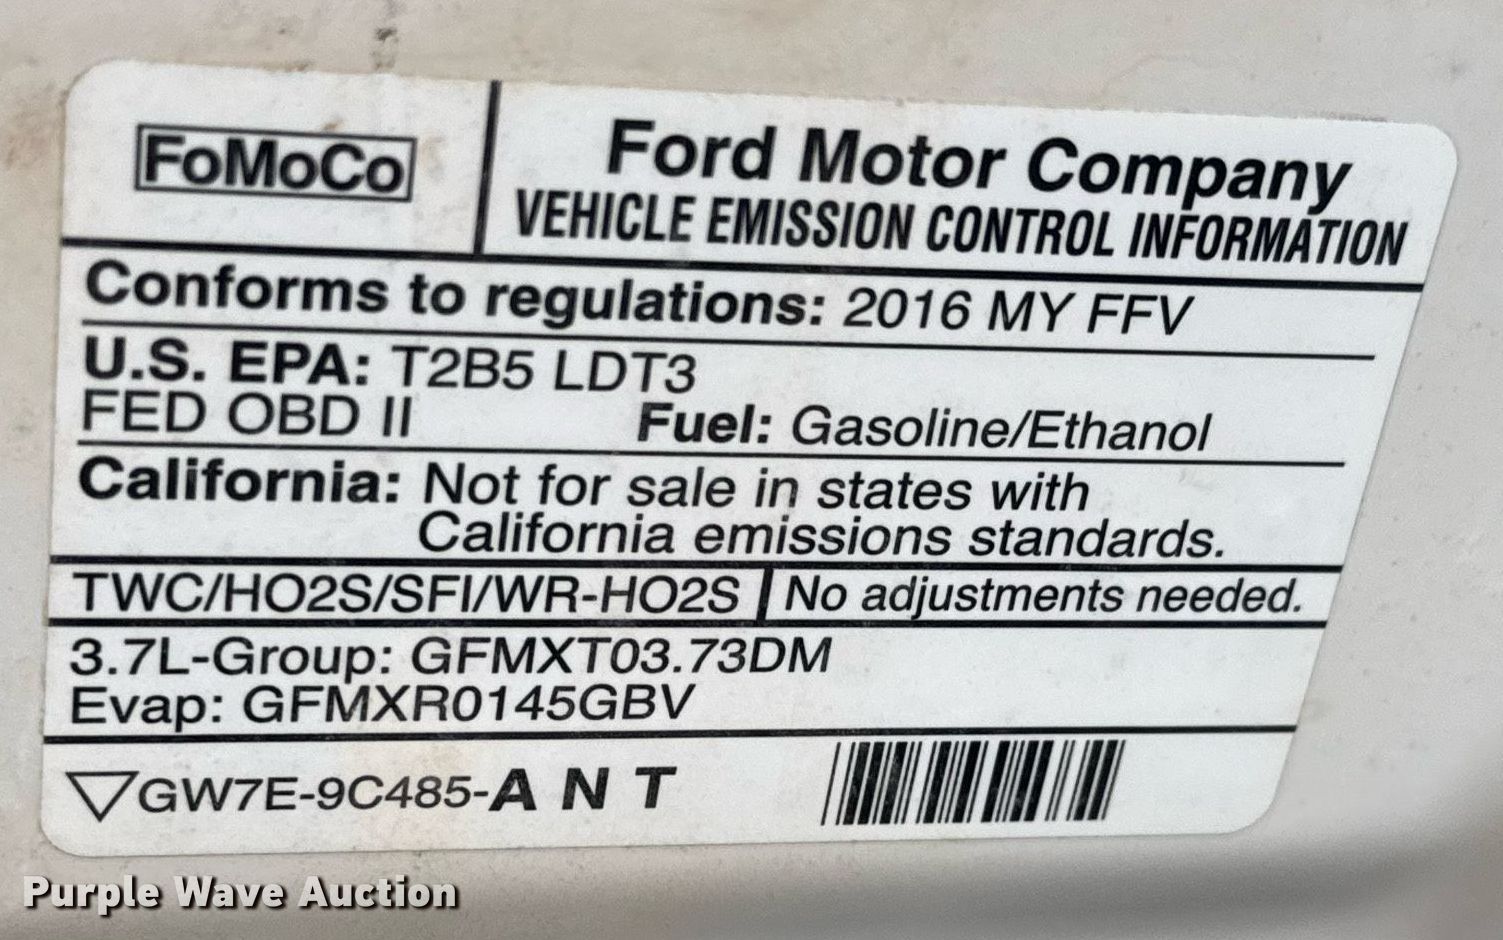 FoMoCo
Ford Motor Company
VEHICLE EMISSION CONTROL INFORMATION
Conforms to regulations: 2016 MY FFV
U.S. EPA: T2B5 LDT3
FED OBD II Fuel: Gasoline/Ethanol
California: Not for sale in states with
California emissions standards.
TWC/HO2S/SFI/WR-HO2S No adjustments needed.
3.7L-Group: GFMXT03.73DM
Evap: GFMXR0145GBV
GW7E-9C485-A N T
Purple Wave Auction